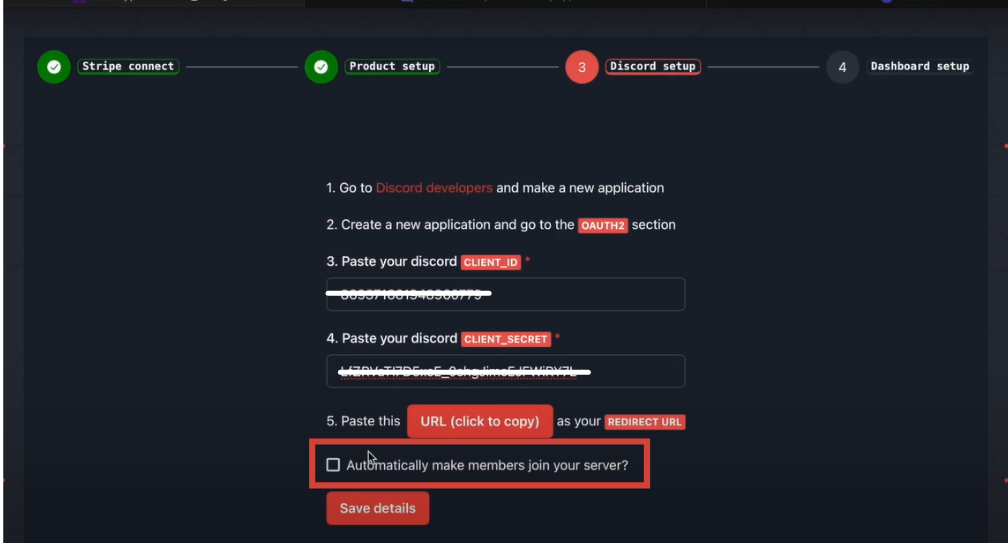 Stripe connect
Product setup
3 Discord setup
4 Dashboard setup
1. Go to Discord developers and make a new application
2. Create a new application and go to the OAUTH2 section
3. Paste your discord CLIENT_ID *
4. Paste your discord CLIENT_SECRET *
5. Paste this URL (click to copy) as your REDIRECT URL
Automatically make members join your server?
Save details